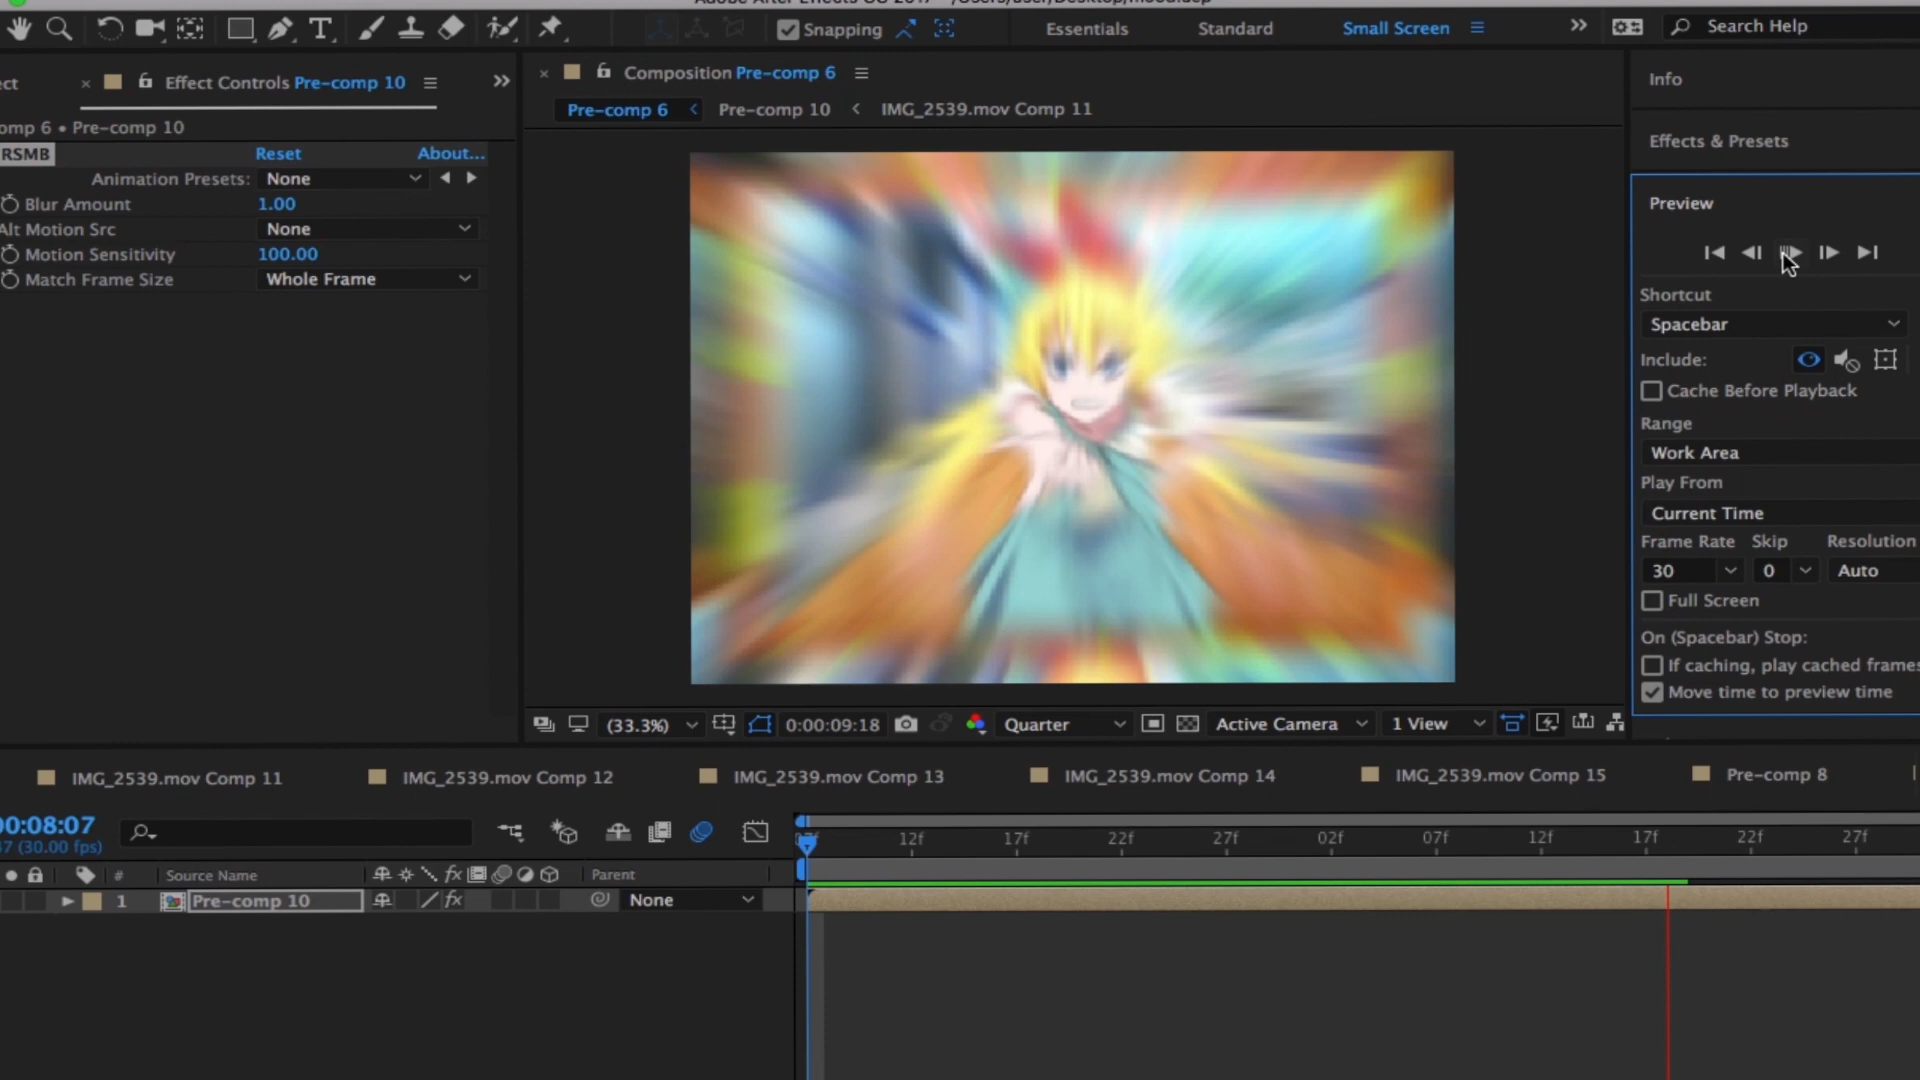 Snapping
Essentials
Standard
Small Screen
Search Help
Effect Controls Pre-comp 10
Composition Pre-comp 6
Info
Pre-comp 6
Pre-comp 10
IMG_2539.mov Comp 11
omp 6 • Pre-comp 10
Effects & Presets
RSMB
Reset
About...
Animation Presets:
None
Blur Amount
1.00
Alt Motion Src
None
Motion Sensitivity
100.00
Match Frame Size
Whole Frame
Preview
Shortcut
Spacebar
Include:
Cache Before Playback
Range
Work Area
Play From
Current Time
Frame Rate Skip Resolution
30 0 Auto
Full Screen
On (Spacebar) Stop:
If caching, play cached frames
Move time to preview time
(33.3%)
0:00:09:18
Quarter
Active Camera
1 View
IMG_2539.mov Comp 11
IMG_2539.mov Comp 12
IMG_2539.mov Comp 13
IMG_2539.mov Comp 14
IMG_2539.mov Comp 15
Pre-comp 8
00:08:07
47 (30.00 fps)
12f 17f 22f 27f 02f 07f 12f 17f 22f 27f
# Source Name
Parent
1 Pre-comp 10
None